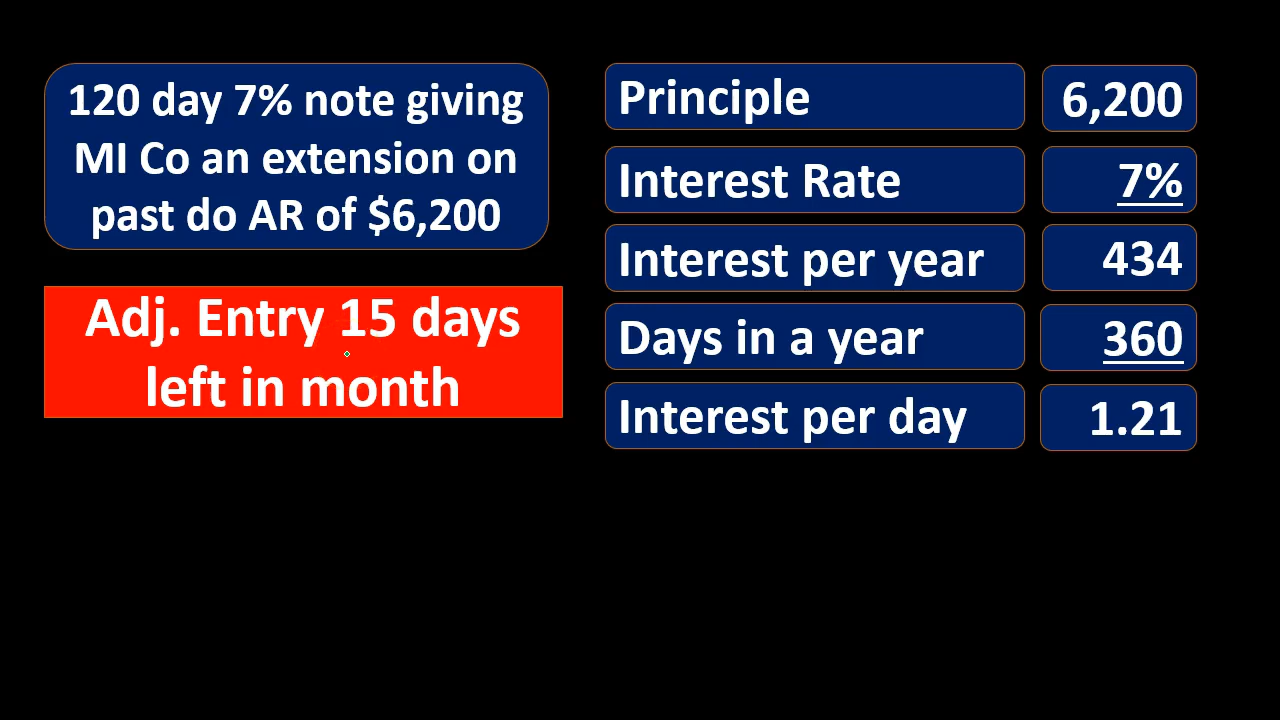 120 day 7% note giving
MI Co an extension on
past do AR of $6,200
Adj. Entry 15 days
left in month
Principle 6,200
Interest Rate 7%
Interest per year 434
Days in a year 360
Interest per day 1.21